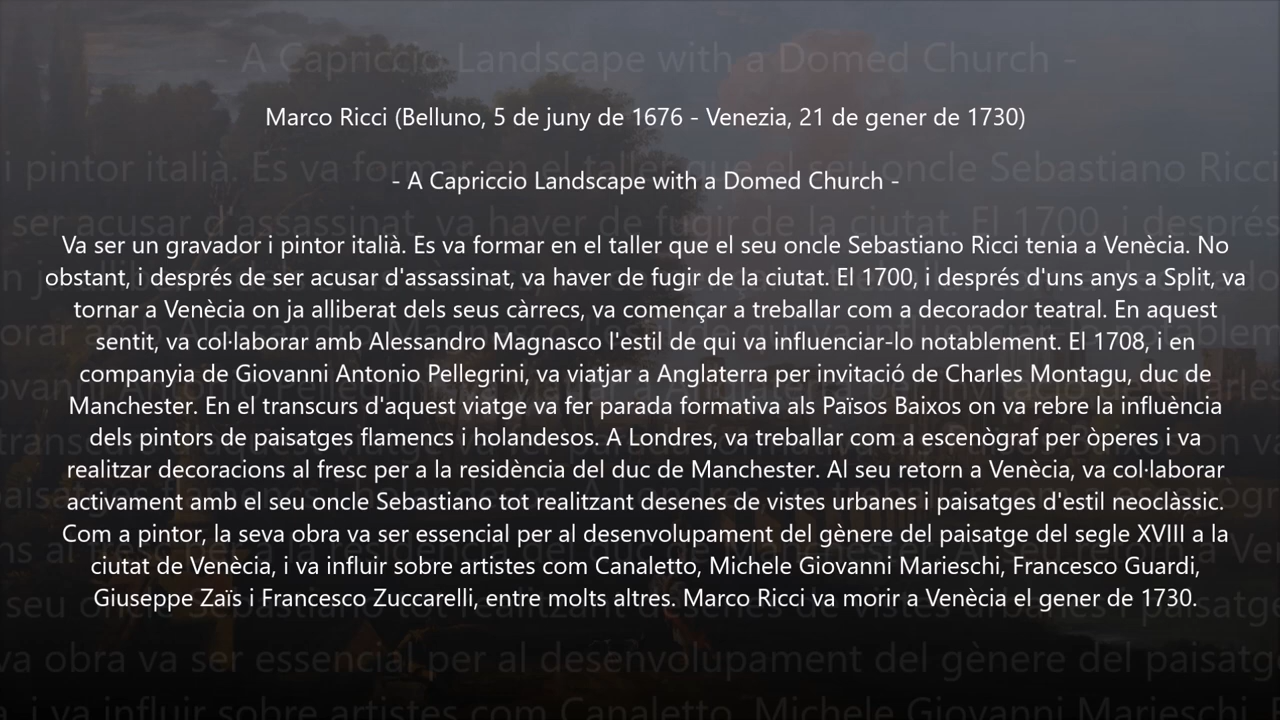 Marco Ricci (Belluno, 5 de juny de 1676 - Venezia, 21 de gener de 1730)
- A Capriccio Landscape with a Domed Church -
Va ser un gravador i pintor italià. Es va formar en el taller que el seu oncle Sebastiano Ricci tenia a Venècia. No
obstant, i després de ser acusar d'assassinat, va haver de fugir de la ciutat. El 1700, i després d'uns anys a Split, va
tornar a Venècia on ja alliberat dels seus càrrecs, va començar a treballar com a decorador teatral. En aquest
sentit, va col·laborar amb Alessandro Magnasco l'estil de qui va influenciar-lo notablement. El 1708, i en
companyia de Giovanni Antonio Pellegrini, va viatjar a Anglaterra per invitació de Charles Montagu, duc de
Manchester. En el transcurs d'aquest viatge va fer parada formativa als Països Baixos on va rebre la influència
dels pintors de paisatges flamencs i holandesos. A Londres, va treballar com a escenògraf per òperes i va
realitzar decoracions al fresc per a la residència del duc de Manchester. Al seu retorn a Venècia, va col·laborar
activament amb el seu oncle Sebastiano tot realitzant desenes de vistes urbanes i paisatges d'estil neoclàssic.
Com a pintor, la seva obra va ser essencial per al desenvolupament del gènere del paisatge del segle XVIII a la
ciutat de Venècia, i va influir sobre artistes com Canaletto, Michele Giovanni Marieschi, Francesco Guardi,
Giuseppe Zaïs i Francesco Zuccarelli, entre molts altres. Marco Ricci va morir a Venècia el gener de 1730.